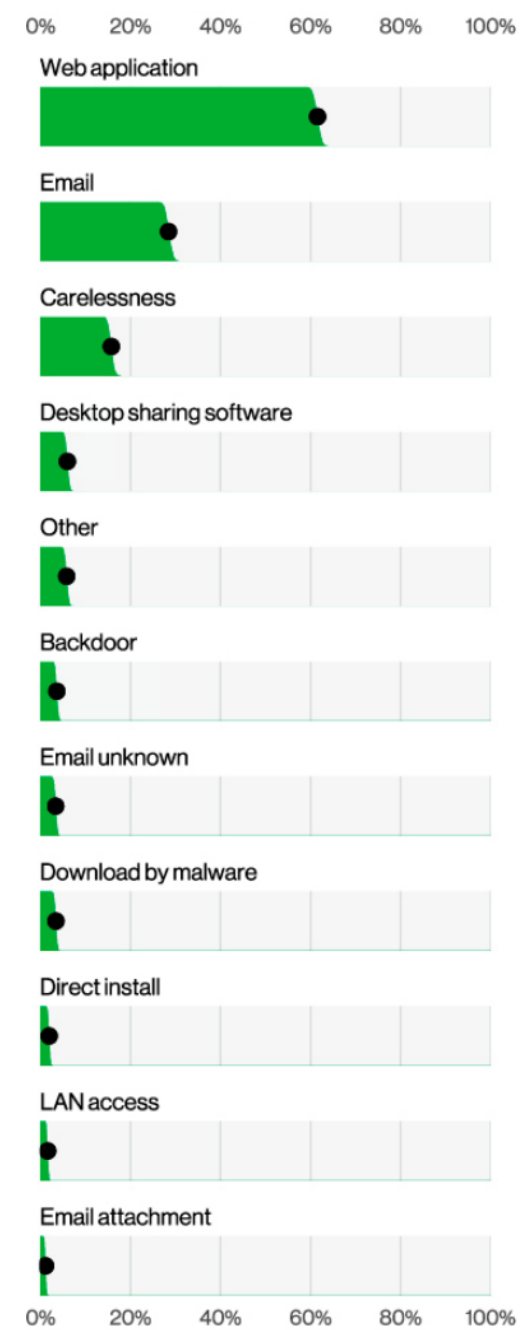 0% 20% 40% 60% 80% 100%
Web application
Email
Carelessness
Desktop sharing software
Other
Backdoor
Email unknown
Download by malware
Direct install
LAN access
Email attachment
0% 20% 40% 60% 80% 100%